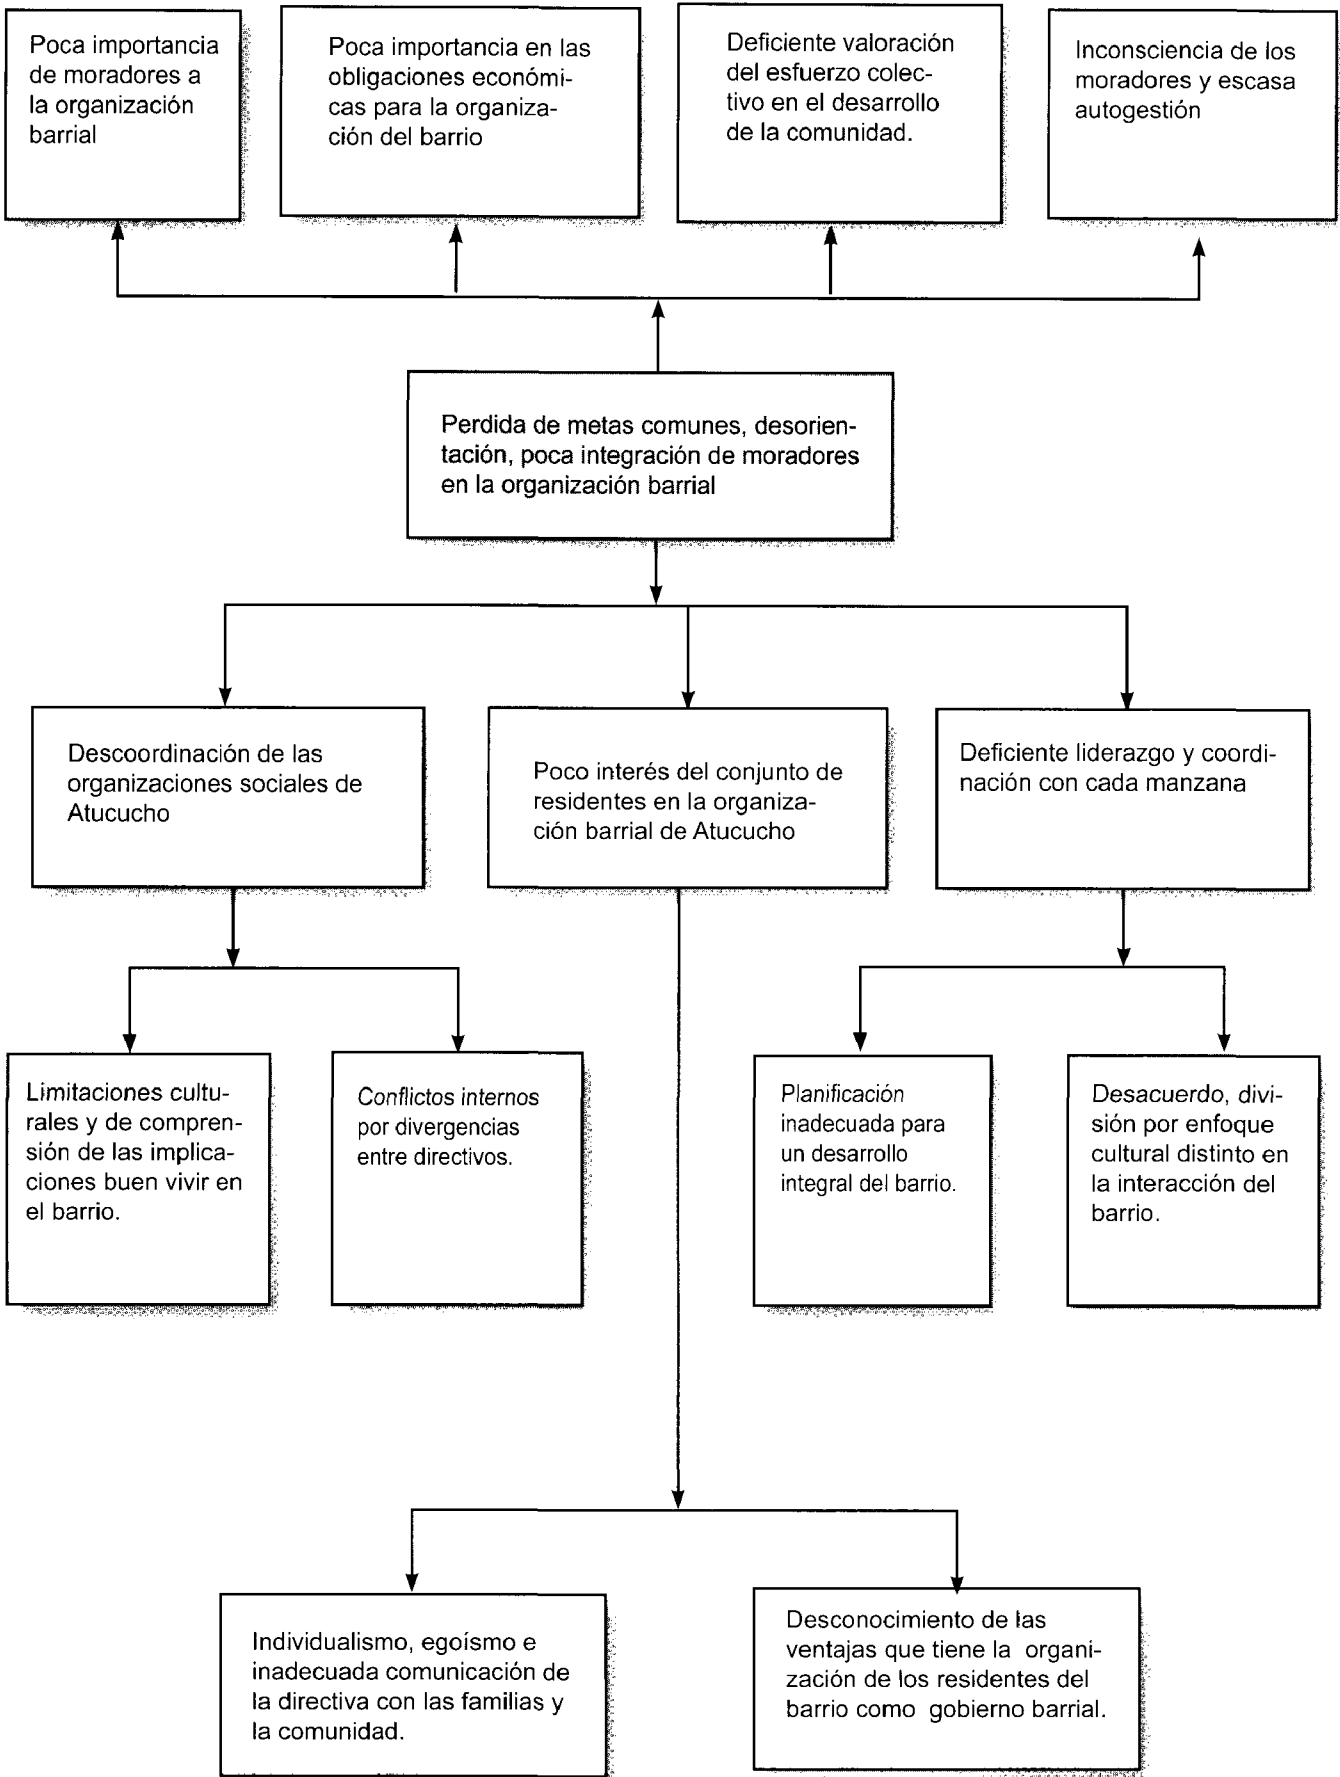 Poca importancia
de moradores a
la organización
barrial
Poca importancia en las
obligaciones económi-
cas para la organiza-
ción del barrio
Deficiente valoración
del esfuerzo colec-
tivo en el desarrollo
de la comunidad.
Inconsciencia de los
moradores y escasa
autogestión
Perdida de metas comunes, desorien-
tación, poca integración de moradores
en la organización barrial
Descoordinación de las
organizaciones sociales de
Atucucho
Poco interés del conjunto de
residentes en la organiza-
ción barrial de Atucucho
Deficiente liderazgo y coordi-
nación con cada manzana
Limitaciones cultu-
rales y de compren-
sión de las implica-
ciones buen vivir en
el barrio.
Conflictos internos
por divergencias
entre directivos.
Planificación
inadecuada para
un desarrollo
integral del barrio.
Desacuerdo, divi-
sión por enfoque
cultural distinto en
la interacción del
barrio.
Individualismo, egoísmo e
inadecuada comunicación de
la directiva con las familias y
la comunidad.
Desconocimiento de las
ventajas que tiene la organi-
zación de los residentes del
barrio como gobierno barrial.